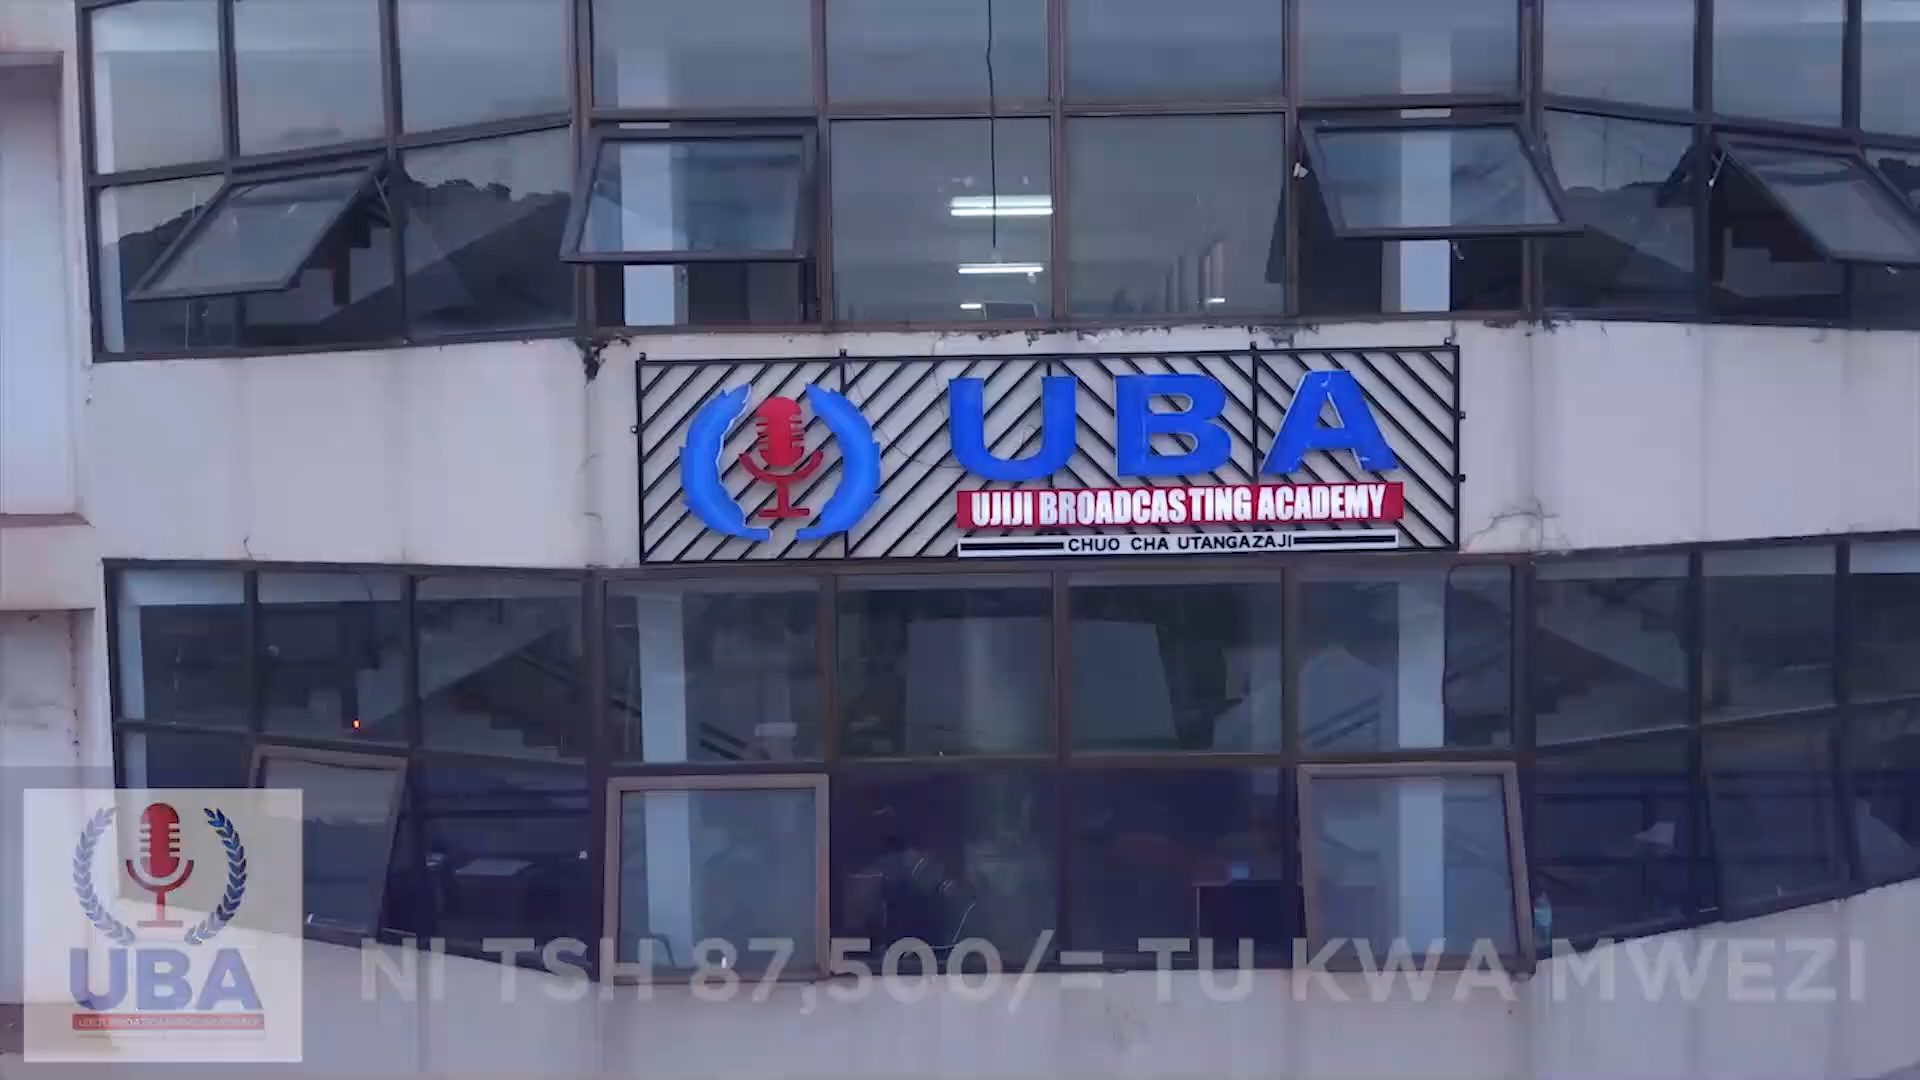 UBA
UJIJI BROADCASTING ACADEMY
CHUO CHA UTANGAZAJI
UBA
NI TSH 87,500/= TU KWA MWEZI